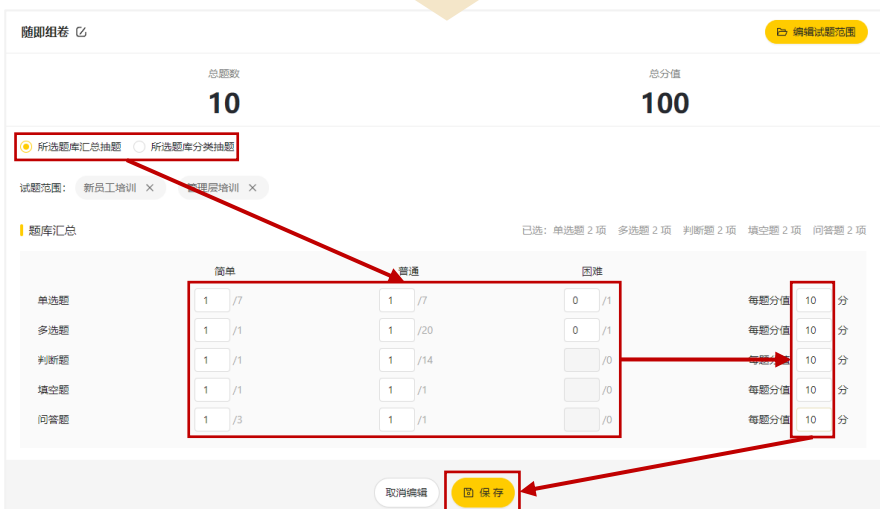 随即组卷 编辑试题范围
总题数 总分值
10 100
所选题库汇总抽题 所选题库分类抽题
试题范围: 新员工培训 × 管理层培训 ×
题库汇总 已选: 单选题 2 项 多选题 2 项 判断题 2 项 填空题 2 项 问答题 2 项
简单 普通 困难
单选题 1 /7 1 /7 0 /1 每题分值 10 分
多选题 1 /1 1 /20 0 /1 每题分值 10 分
判断题 1 /1 1 /14 /0 每题分值 10 分
填空题 1 /1 1 /1 /0 每题分值 10 分
问答题 1 /3 1 /1 /0 每题分值 10 分
取消编辑 保存